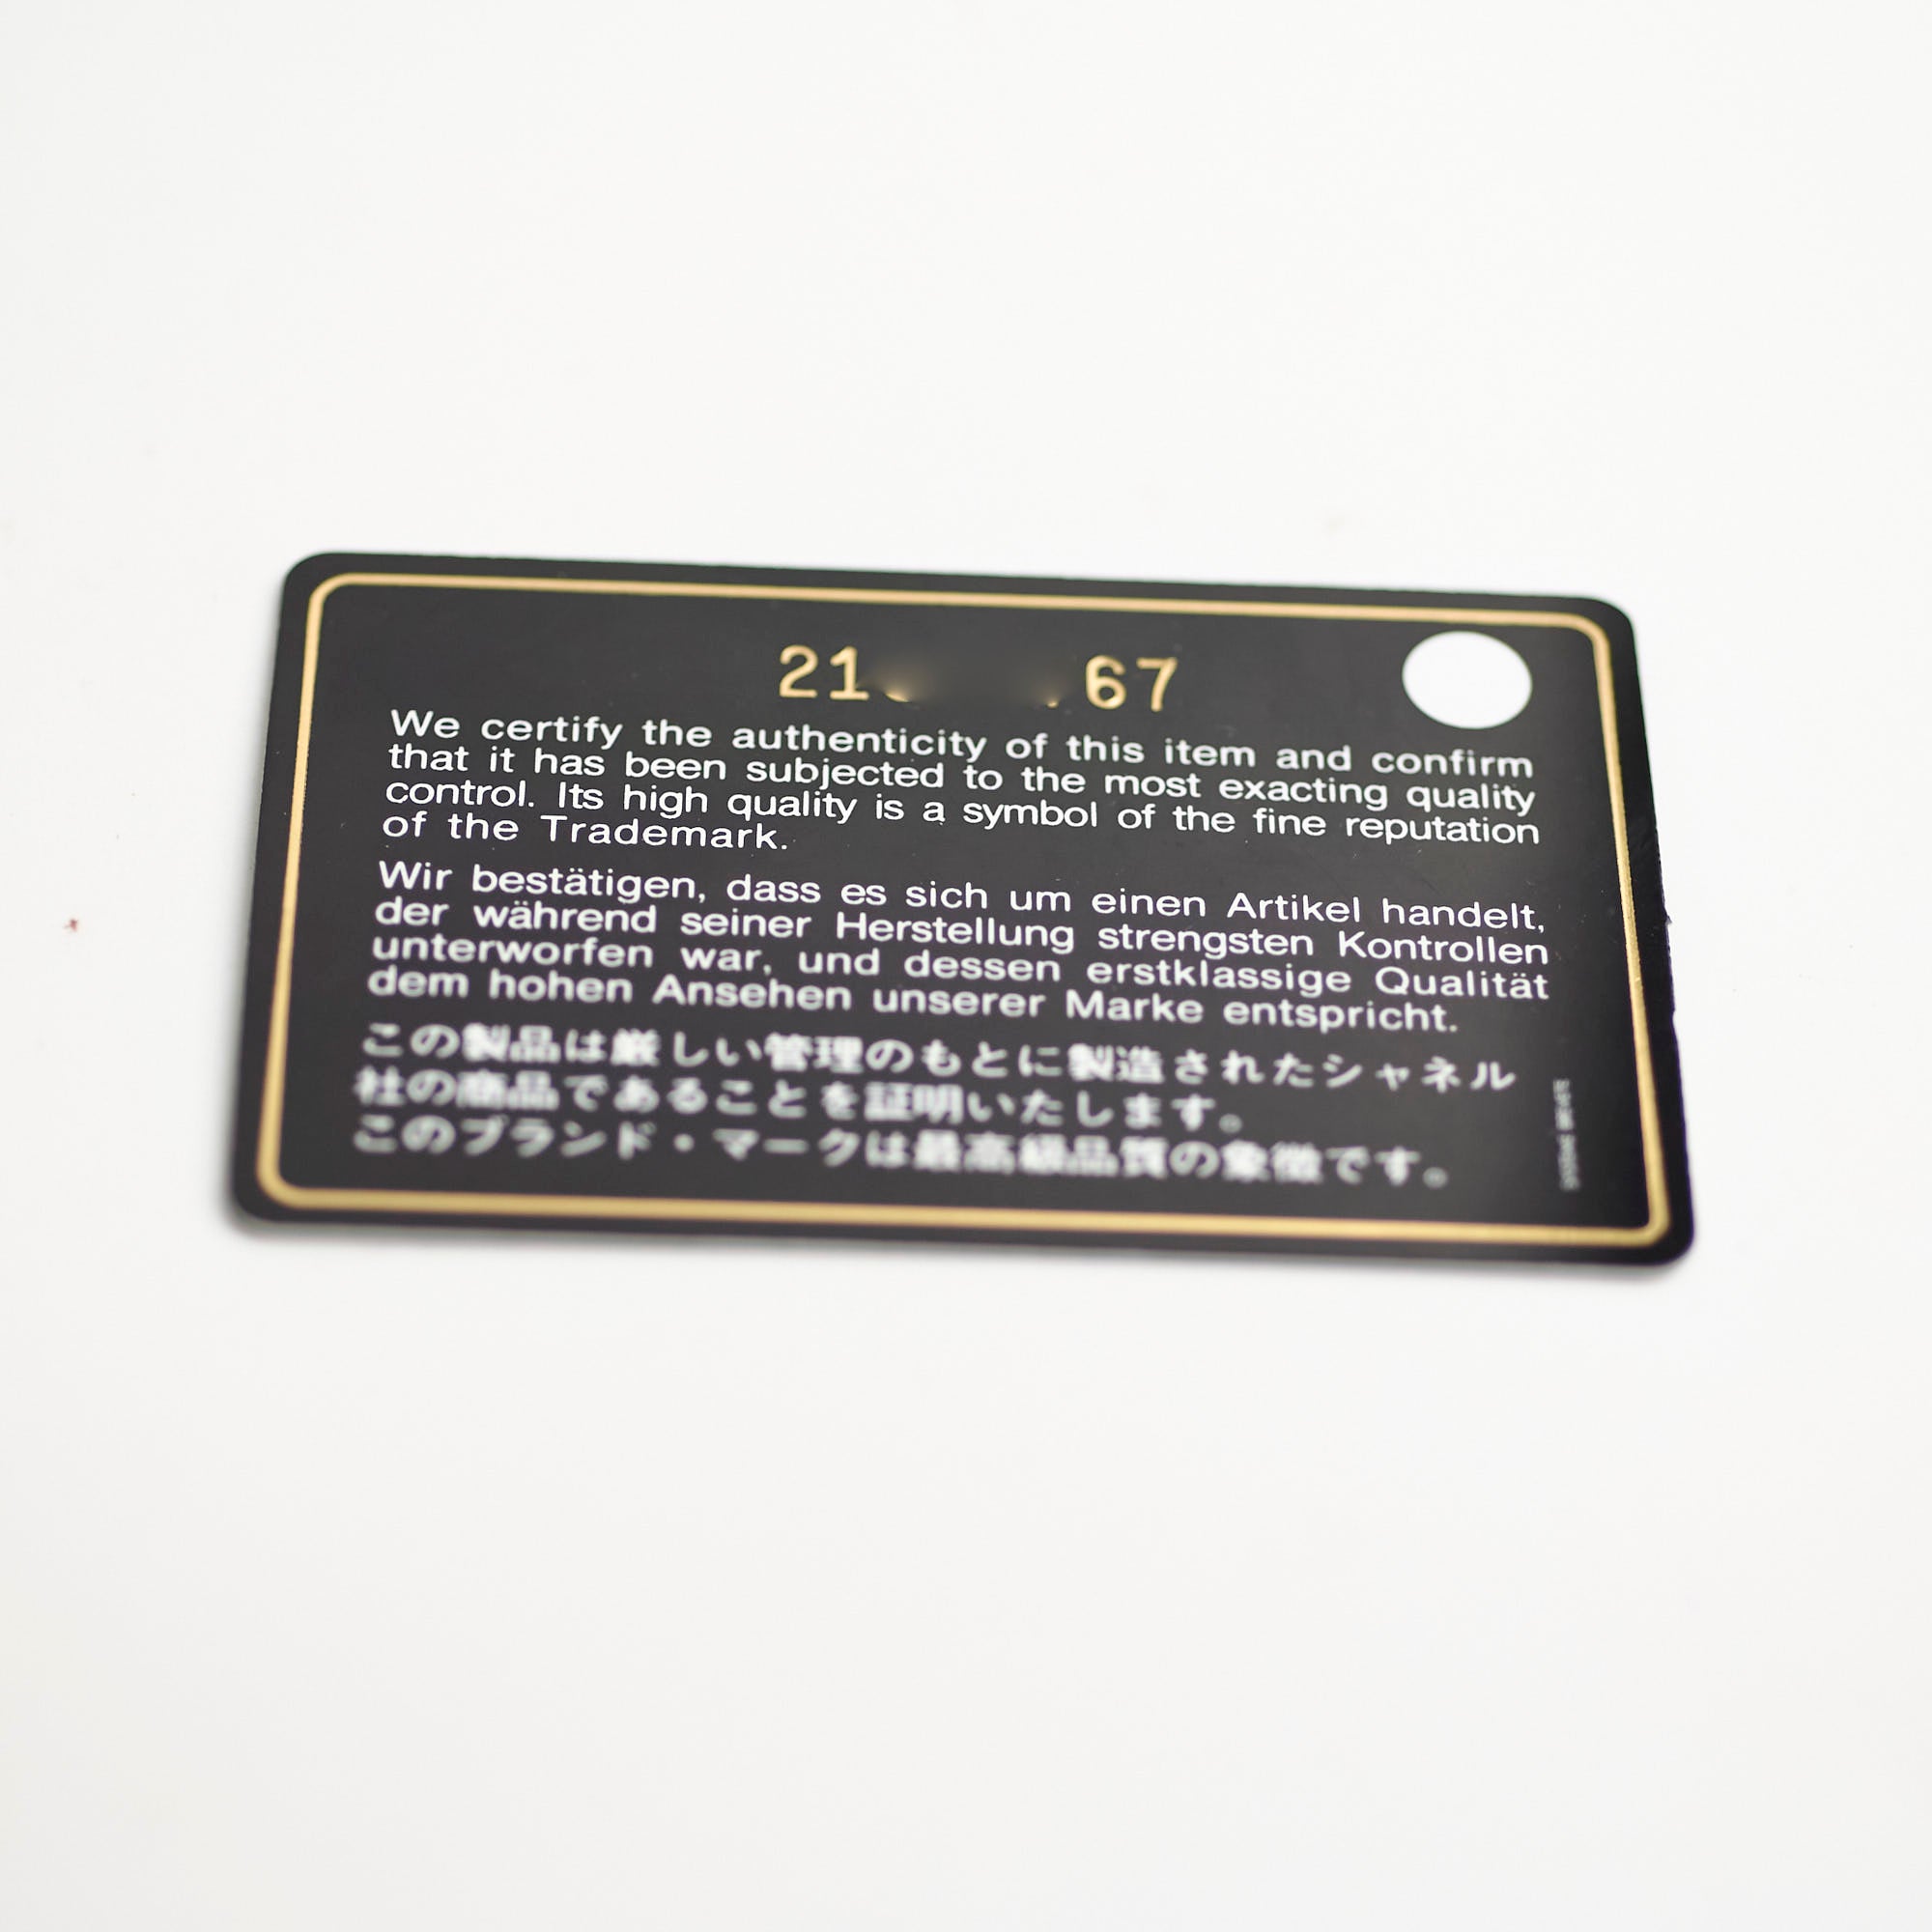 21 67
We certify the authenticity of this item and confirm
that it has been subjected to the most exacting quality
control. Its high quality is a symbol of the fine reputation
of the Trademark.
Wir bestätigen, dass es sich um einen Artikel handelt,
der während seiner Herstellung strengsten Kontrollen
unterworfen war, und dessen erstklassige Qualität
dem hohen Ansehen unserer Marke entspricht.
この製品は厳しい管理のもとに製造されたシャネル
社の商品であることを証明いたします。
このブランド・マークは最高級品質の象徴です。